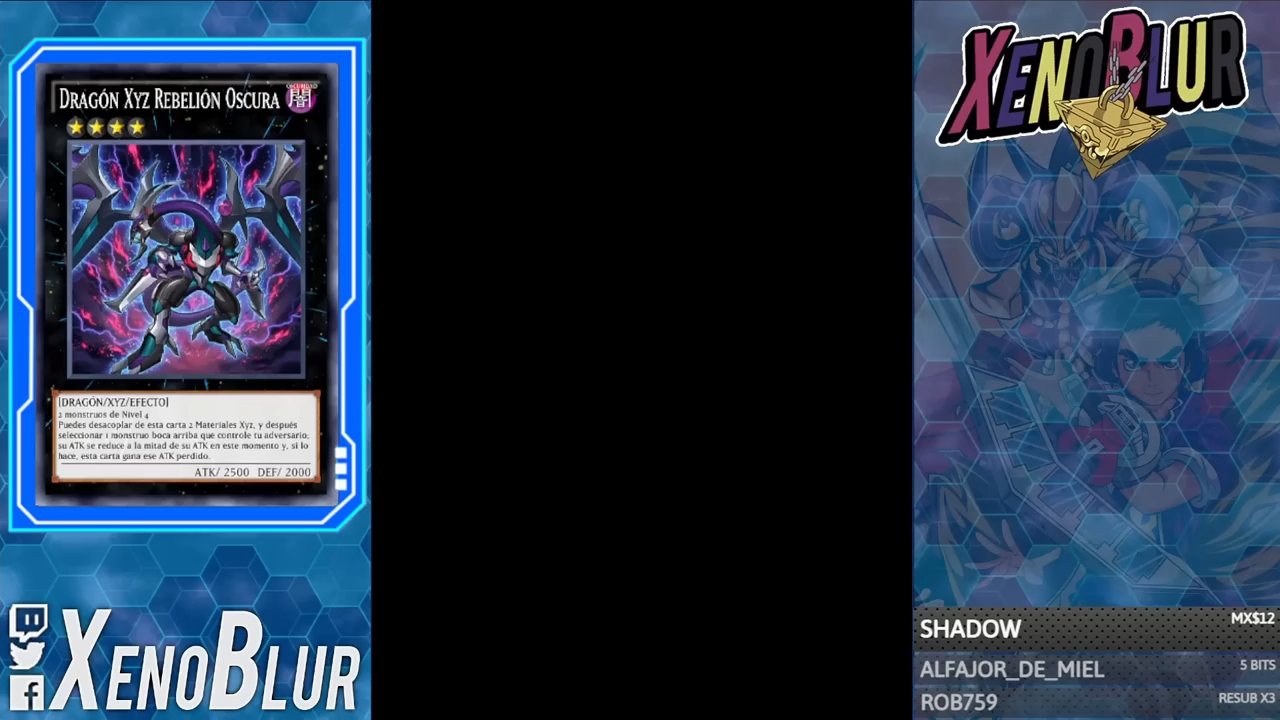 DRAGÓN XYZ REBELIÓN OSCURA
OSCURIDAD
闇
[DRAGÓN/XYZ/EFECTO]
2 monstruos de Nivel 4
Puedes desacoplar de esta carta 2 Materiales Xyz, y después
seleccionar 1 monstruo boca arriba que controle tu adversario;
su ATK se reduce a la mitad de su ATK en este momento y, si lo
hace, esta carta gana ese ATK perdido.
ATK/ 2500 DEF/ 2000
XENOBLUR
XENOBLUR
SHADOW MX$12
ALFAJOR_DE_MIEL 5 BITS
ROB759 RESUB X3